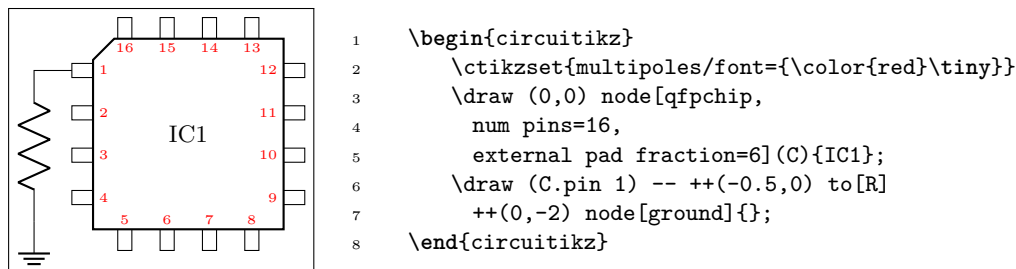 16 15 14 13
1 12
2 11
IC1
3 10
4 9
5 6 7 8
1 \begin{circuitikz}
2 \ctikzset{multipoles/font={\color{red}\tiny}}
3 \draw (0,0) node[qfpchip,
4 num pins=16,
5 external pad fraction=6](C){IC1};
6 \draw (C.pin 1) -- ++(-0.5,0) to[R]
7 ++(0,-2) node[ground]{};
8 \end{circuitikz}